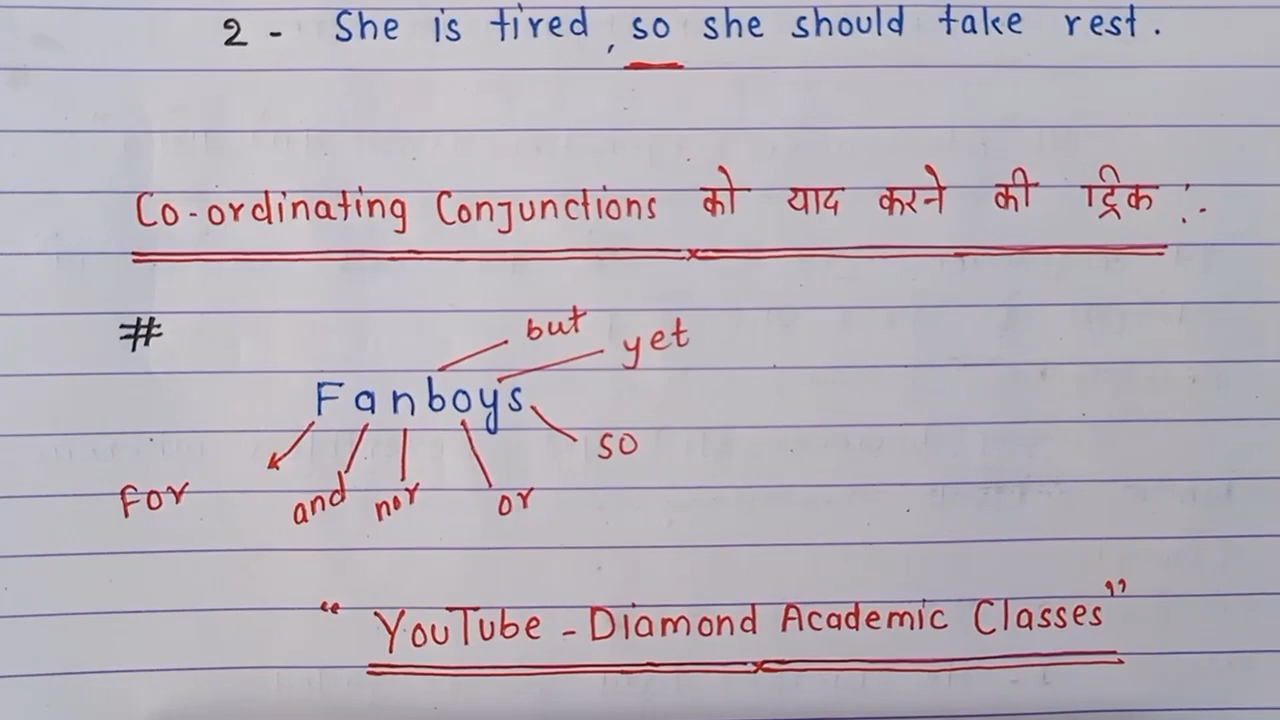 2 - She is tired, so she should take rest.
Co-ordinating Conjunctions को याद करने की ट्रिक :-
#
but
yet
Fanboys
so
For and nor or
“YouTube - Diamond Academic Classes”